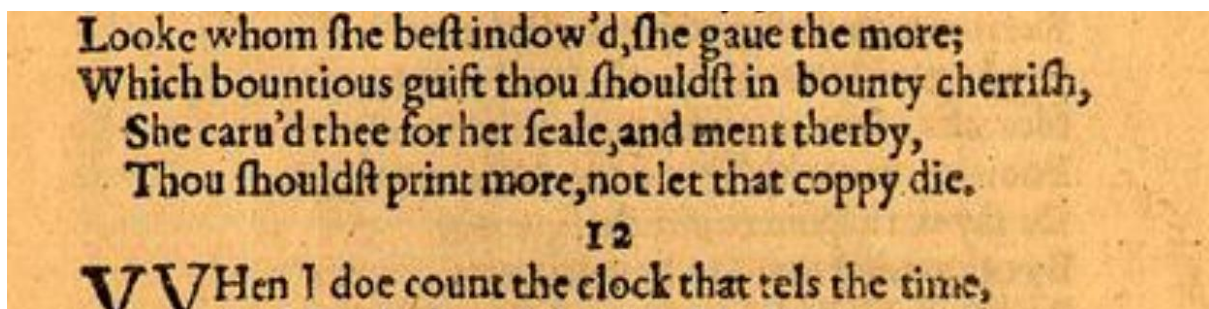 Looke whom ſhe beſt indow'd,ſhe gaue the more;
Which bountious guift thou ſhouldſt in bounty cherriſh,
She caru'd thee for her ſeale,and ment therby,
Thou ſhouldſt print more,not let that coppy die.
12
VVHen I doe count the clock that tels the time,